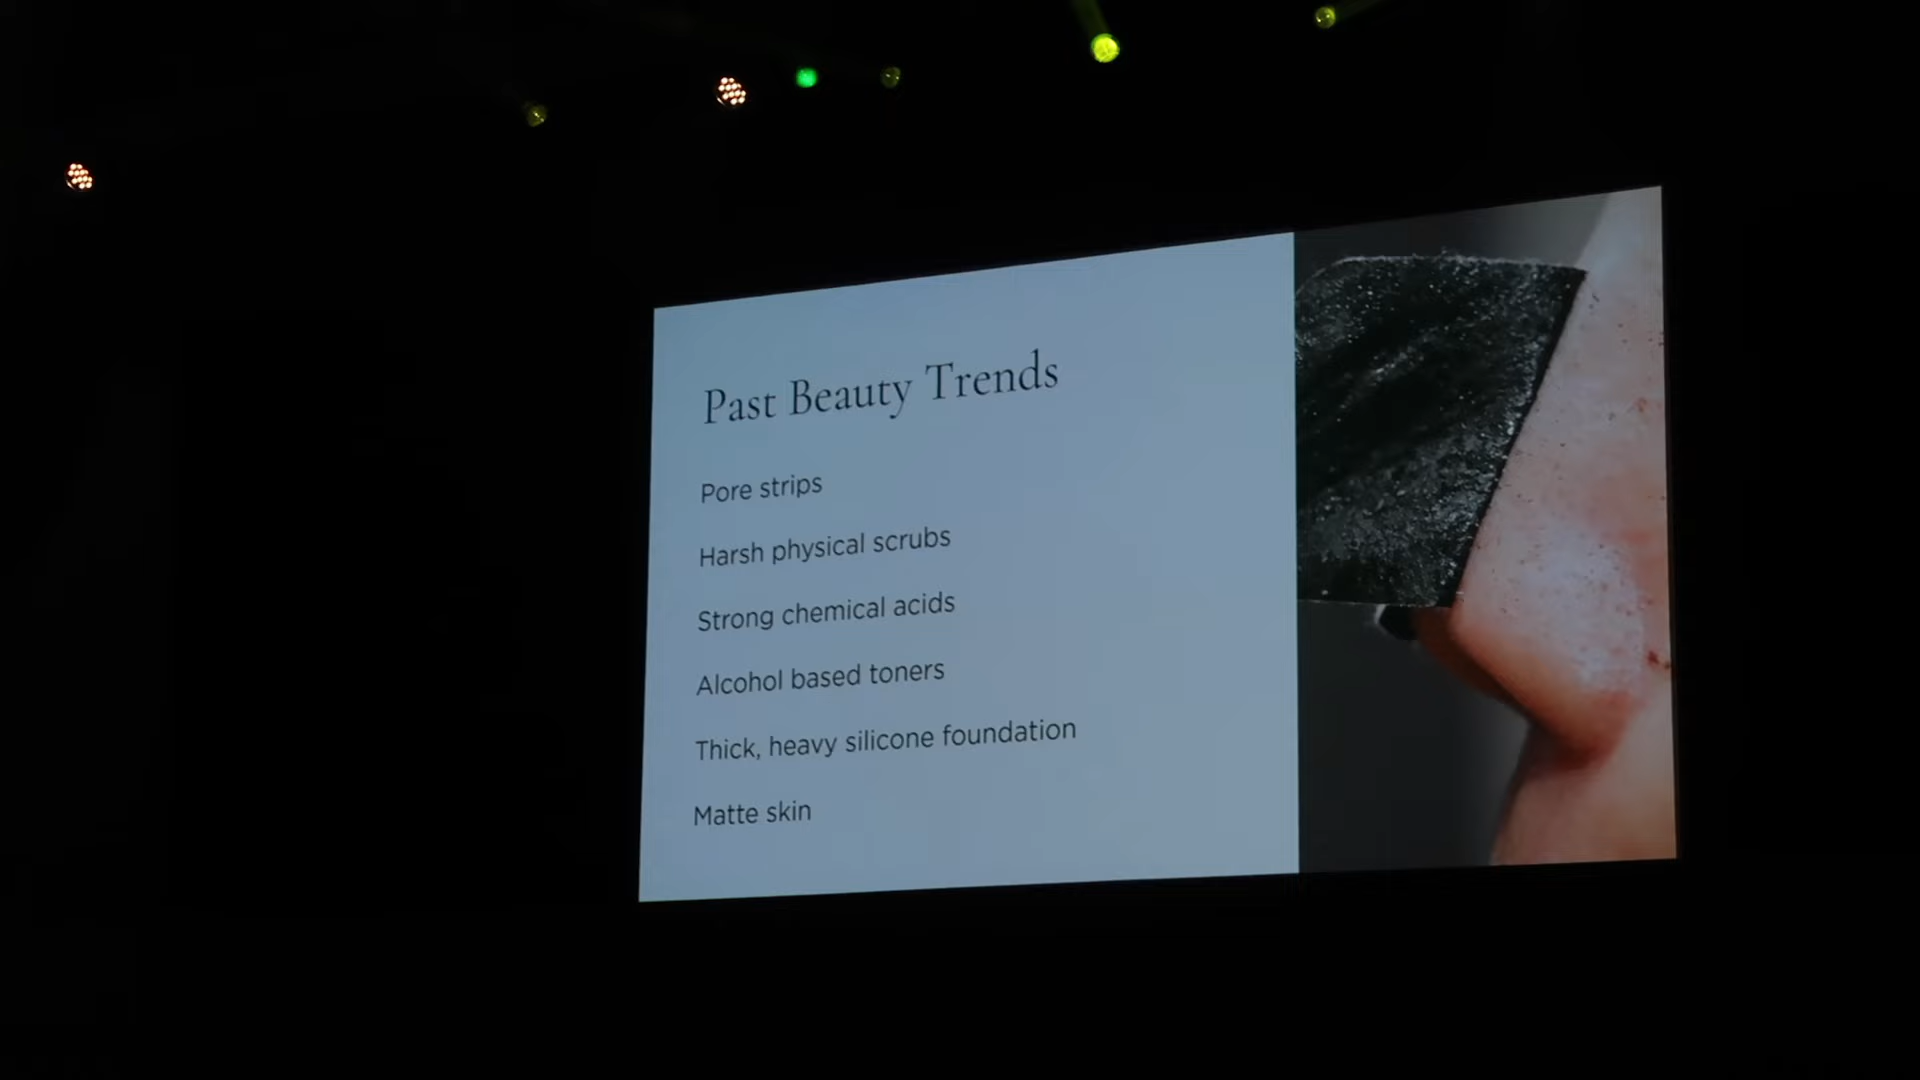 Past Beauty Trends
Pore strips
Harsh physical scrubs
Strong chemical acids
Alcohol based toners
Thick, heavy silicone foundation
Matte skin